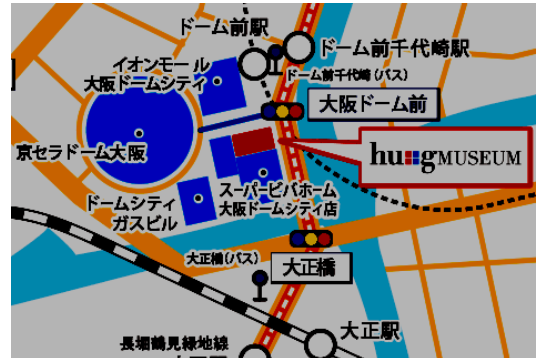 ドーム前駅
ドーム前千代崎駅
イオンモール
大阪ドームシティ
ドーム前千代崎(バス)
大阪ドーム前
京セラドーム大阪
hu::gMUSEUM
スーパービバホーム
大阪ドームシティ店
ドームシティ
ガスビル
大正橋(バス)
大正橋
大正駅
長堀鶴見緑地線